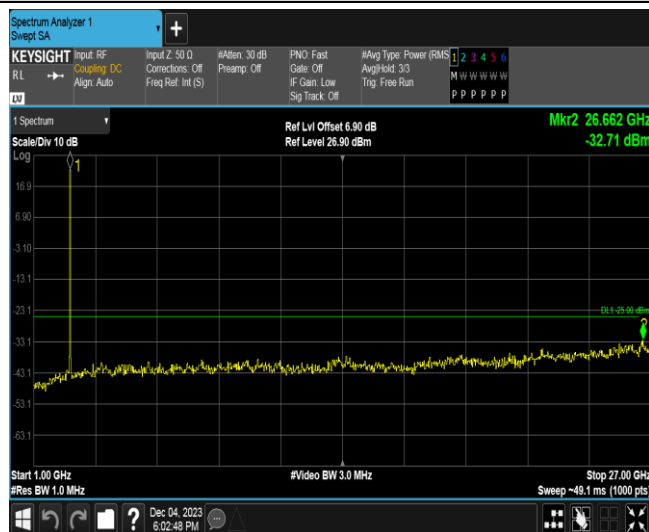 Spectrum Analyzer 1
Swept SA
KEYSIGHT Input: RF Input Z: 50 Ω #Atten: 30 dB PNO: Fast #Avg Type: Power (RMS 1 2 3 4 5 6
RL Coupling: DC Corrections: Off Preamp: Off Gate: Off Avg|Hold: 3/3 M W W W W W
Align: Auto Freq Ref: Int (S) IF Gain: Low Trig: Free Run
Sig Track: Off P P P P P P
LXI
1 Spectrum Ref Lvl Offset 6.90 dB Mkr2 26.662 GHz
Scale/Div 10 dB Ref Level 26.90 dBm -32.71 dBm
Log
1
16.9
6.90
-3.10
-13.1
-23.1
DL1 -25.00 dBm
2
-33.1
-43.1
-53.1
-63.1
Start 1.00 GHz #Video BW 3.0 MHz Stop 27.00 GHz
#Res BW 1.0 MHz Sweep ~49.1 ms (1000 pts)
? Dec 04, 2023
6:02:48 PM